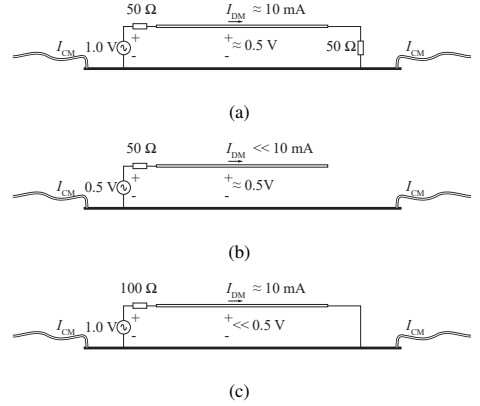 50 Ω
I_DM ≈ 10 mA
I_CM
1.0 V
+
-
+
≈ 0.5 V
-
50 Ω
I_CM
(a)
50 Ω
I_DM << 10 mA
I_CM
0.5 V
+
-
+
≈ 0.5V
-
I_CM
(b)
100 Ω
I_DM ≈ 10 mA
I_CM
1.0 V
+
-
+
<< 0.5 V
-
I_CM
(c)